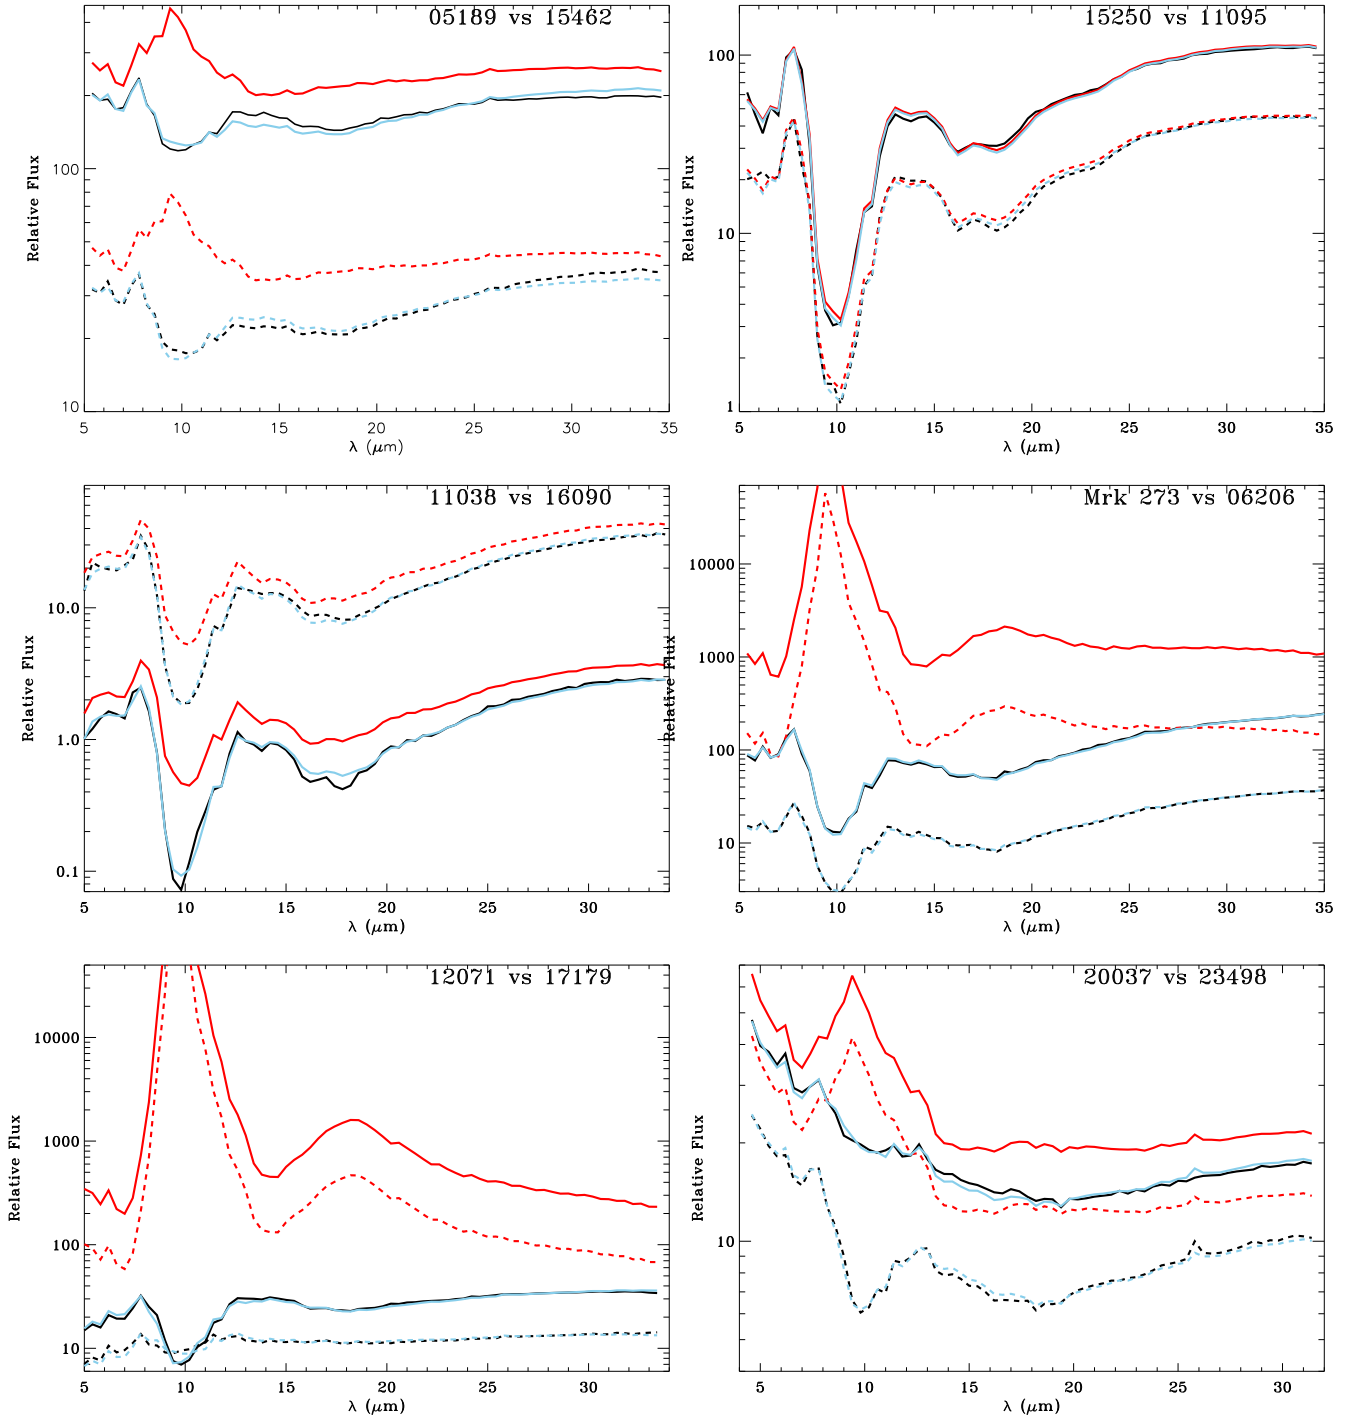 05189 vs 15462
Relative Flux
100
10
5 10 15 20 25 30 35
λ (μm)
15250 vs 11095
Relative Flux
100
10
1
5 10 15 20 25 30 35
λ (μm)
11038 vs 16090
Relative Flux
10.0
1.0
0.1
5 10 15 20 25 30
λ (μm)
Mrk 273 vs 06206
Relative Flux
10000
1000
100
10
5 10 15 20 25 30 35
λ (μm)
12071 vs 17179
Relative Flux
10000
1000
100
10
5 10 15 20 25 30
λ (μm)
20037 vs 23498
Relative Flux
10
5 10 15 20 25 30
λ (μm)